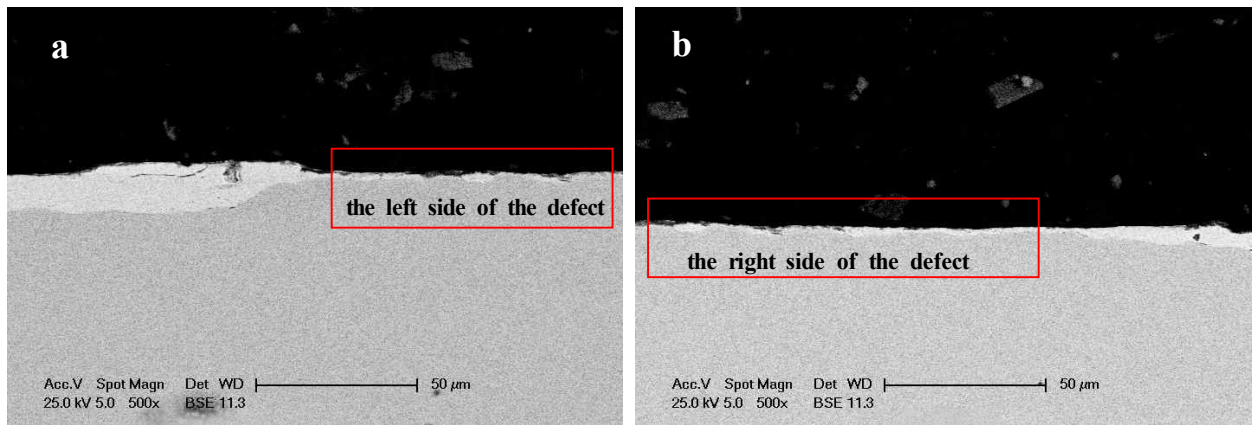 a
the left side of the defect
Acc.V Spot Magn Det WD 50 μm
25.0 kV 5.0 500x BSE 11.3
b
the right side of the defect
Acc.V Spot Magn Det WD 50 μm
25.0 kV 5.0 500x BSE 11.3